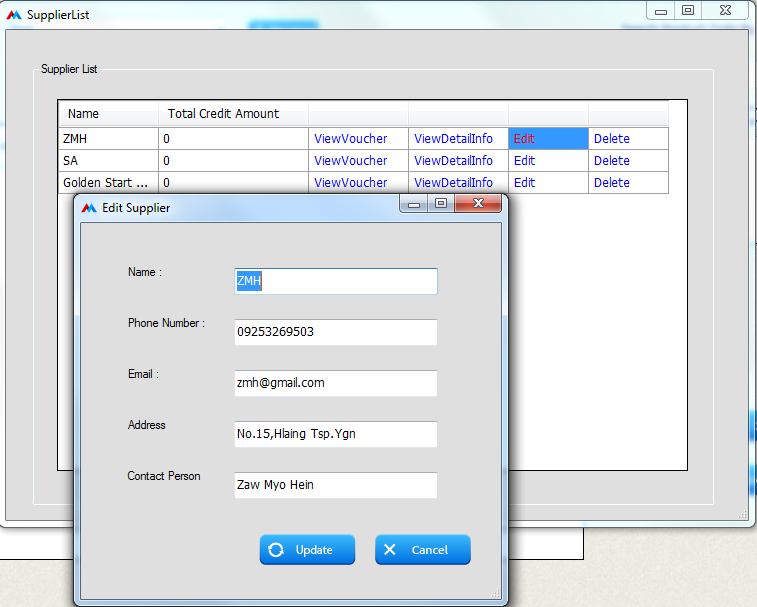 SupplierList
Supplier List
Name Total Credit Amount
ZMH 0 ViewVoucher ViewDetailInfo Edit Delete
SA 0 ViewVoucher ViewDetailInfo Edit Delete
Golden Start ... 0 ViewVoucher ViewDetailInfo Edit Delete
Edit Supplier
Name : ZMH
Phone Number : 09253269503
Email : zmh@gmail.com
Address No.15,Hlaing Tsp.Ygn
Contact Person Zaw Myo Hein
Update Cancel